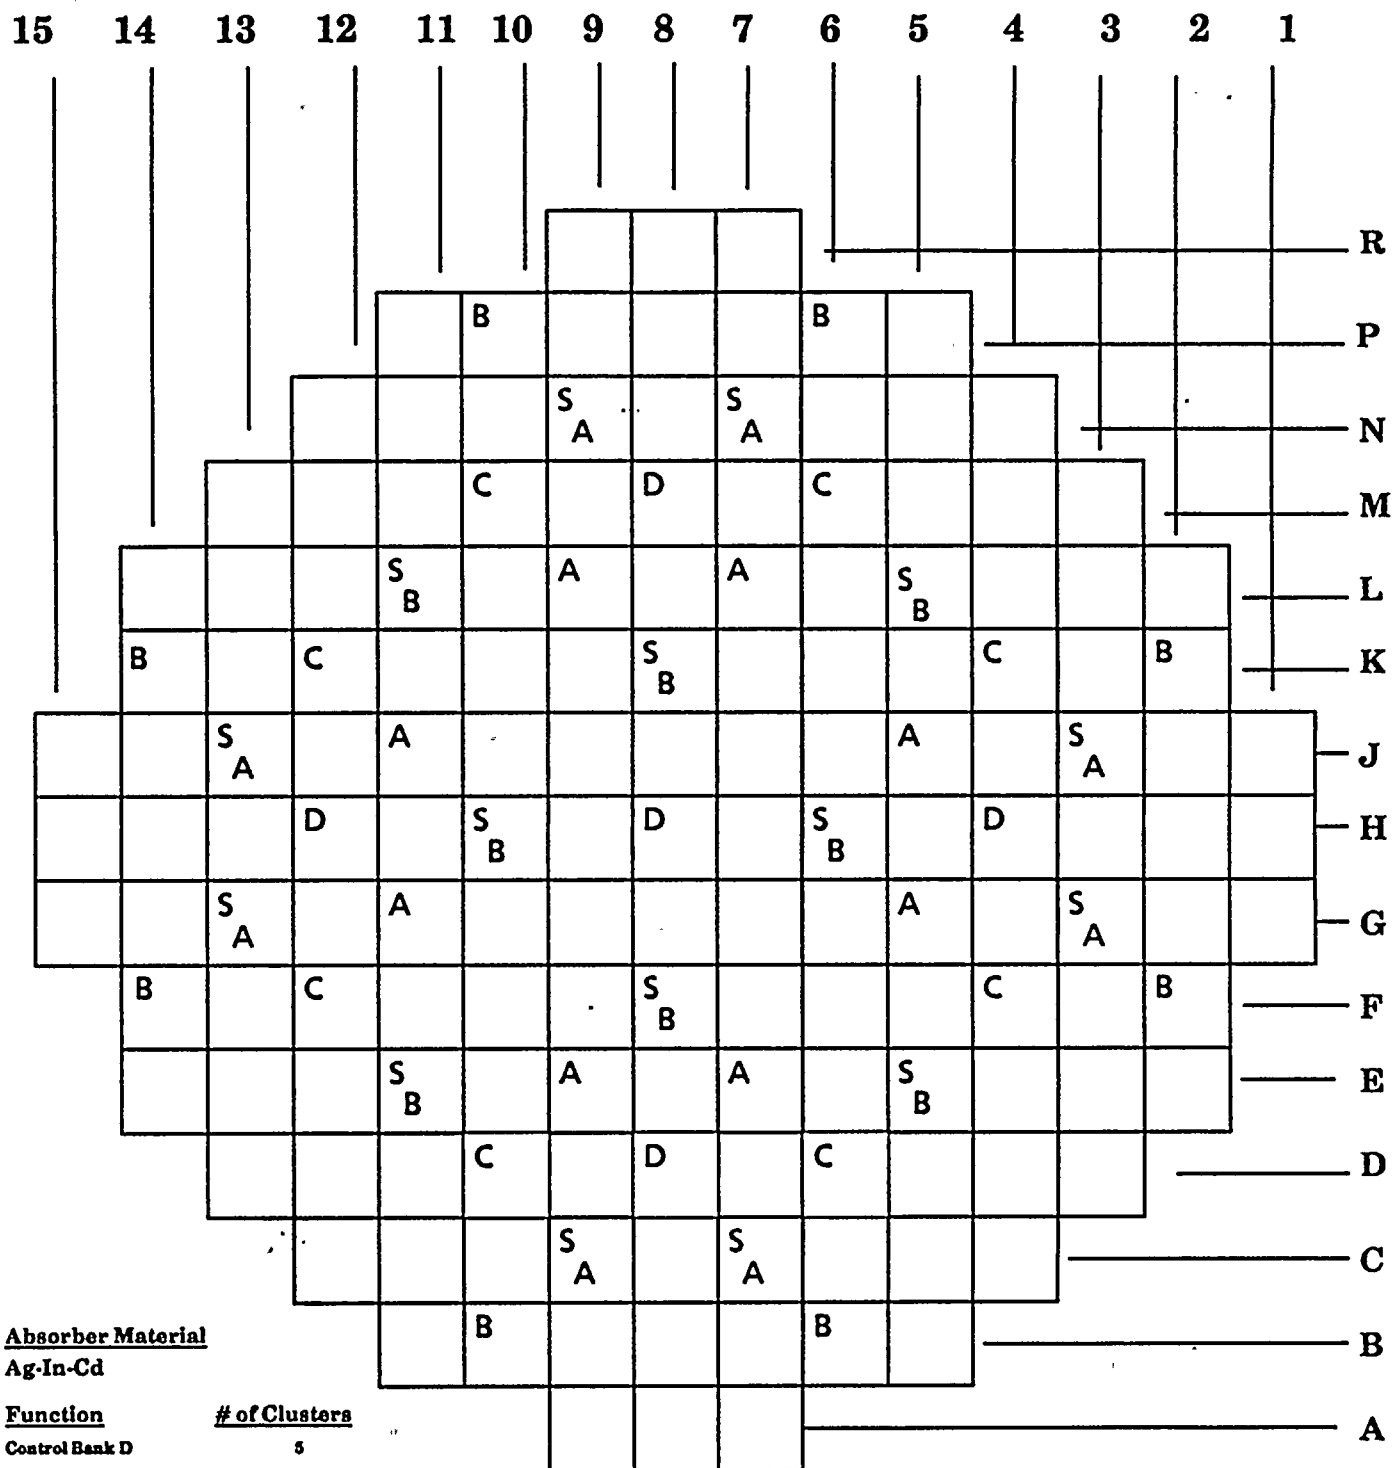 15 14 13 12 11 10 9 8 7 6 5 4 3 2 1
R
B B P
S S
A A N
C D C M
S A A S L
B B
B C S C B K
B
S A A S J
A A
D S D S D H
B B
S A A S G
A A
B C S C B F
B
S A A S E
B B
C D C D
S S C
A A
B B B
Absorber Material
Ag-In-Cd
Function # of Clusters
A
Control Bank D 5